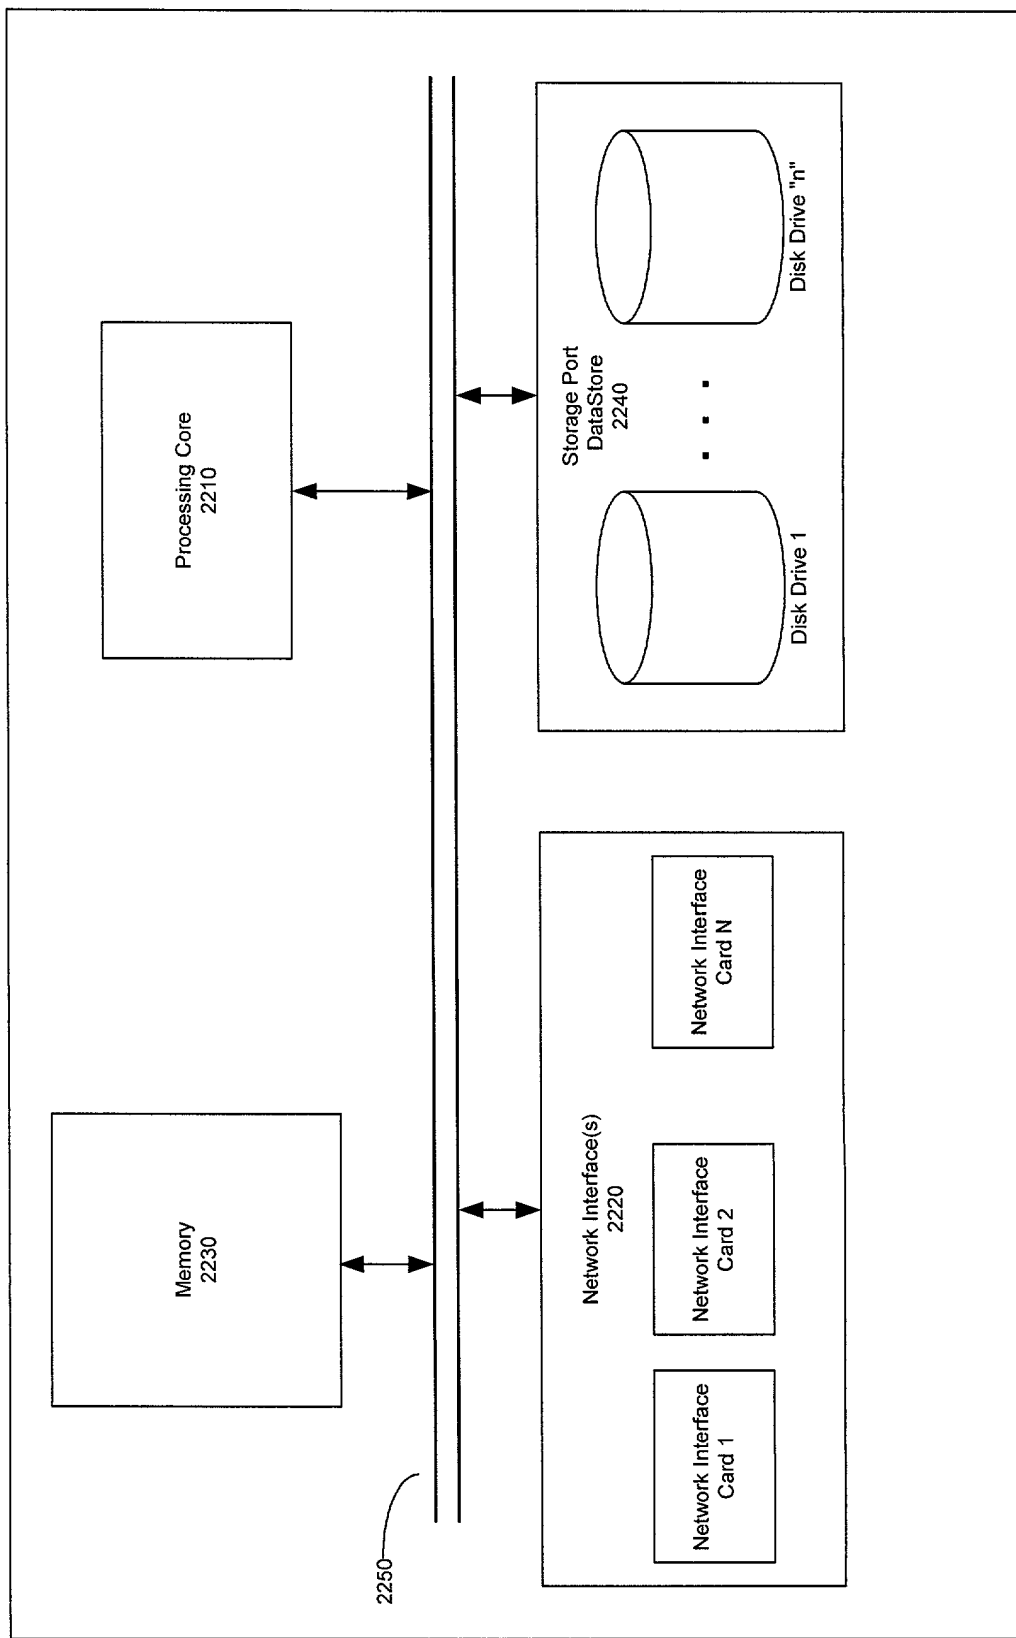 Memory
2230
Processing Core
2210
2250
Network Interface(s)
2220
Network Interface
Card 1
Network Interface
Card 2
Network Interface
Card N
Storage Port
DataStore
2240
Disk Drive 1
. . .
Disk Drive "n"